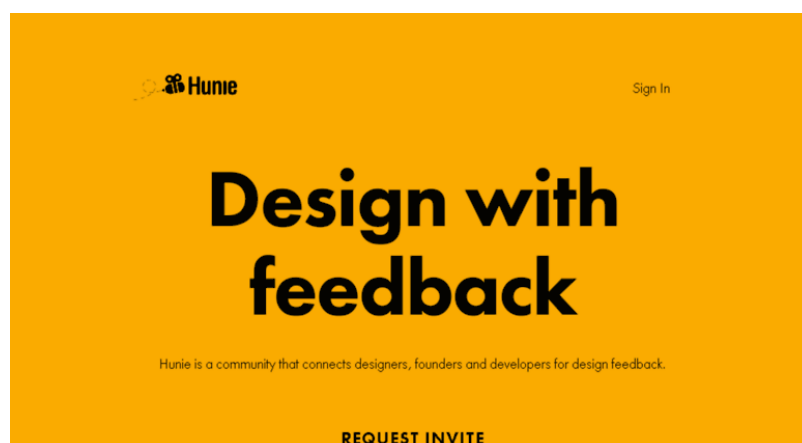 Hunie
Sign In
Design with
feedback
Hunie is a community that connects designers, founders and developers for design feedback.
REQUEST INVITE